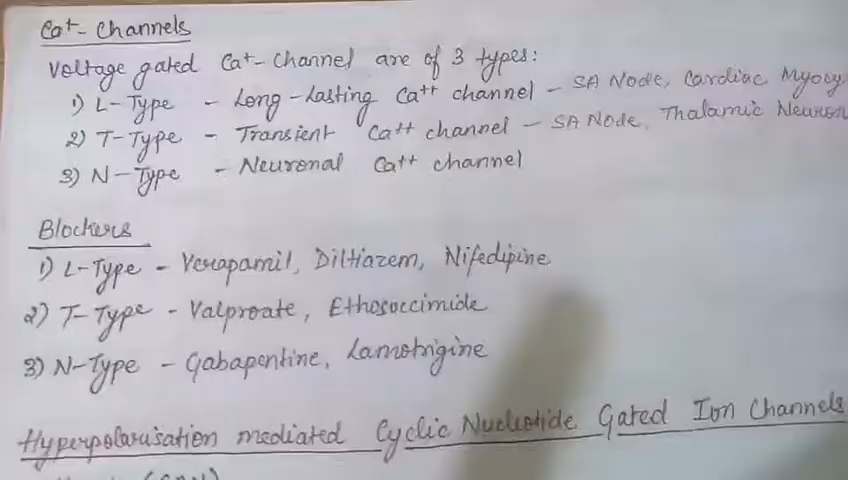 Ca+- Channels
Voltage gated Ca+- Channel are of 3 types:
1) L-Type - Long-Lasting Ca++ channel - SA Node, Cardiac Myocy
2) T-Type - Transient Ca++ channel - SA Node, Thalamic Neuron
3) N-Type - Neuronal Ca++ channel
Blockers
1) L-Type - Verapamil, Diltiazem, Nifedipine
2) T-Type - Valproate, Ethosoccimide
3) N-Type - Gabapentine, Lamotrigine
Hyperpolarisation mediated Cyclic Nucleotide Gated Ion Channels